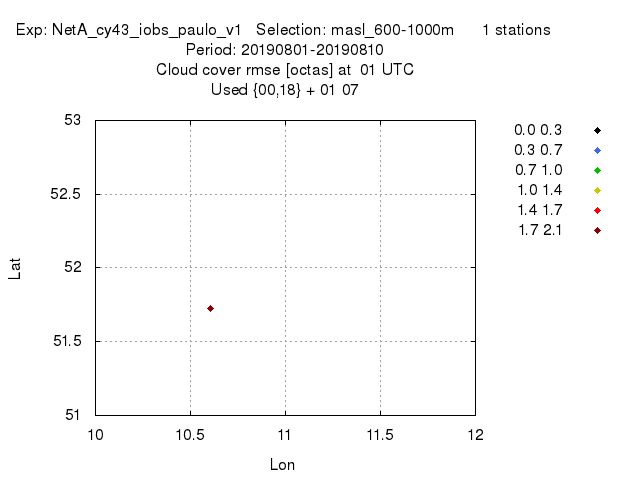 Exp: NetA_cy43_iobs_paulo_v1 Selection: masl_600-1000m 1 stations
Period: 20190801-20190810
Cloud cover rmse [octas] at 01 UTC
Used {00,18} + 01 07
53
52.5
52
51.5
51
Lat
10 10.5 11 11.5 12
Lon
0.0 0.3
0.3 0.7
0.7 1.0
1.0 1.4
1.4 1.7
1.7 2.1